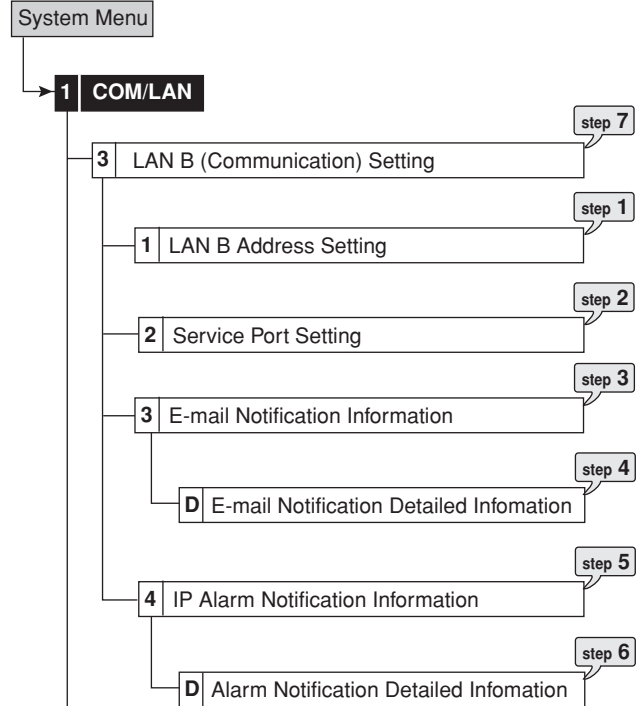 System Menu
1 COM/LAN
step 7
3 LAN B (Communication) Setting
step 1
1 LAN B Address Setting
step 2
2 Service Port Setting
step 3
3 E-mail Notification Information
step 4
D E-mail Notification Detailed Infomation
step 5
4 IP Alarm Notification Information
step 6
D Alarm Notification Detailed Infomation